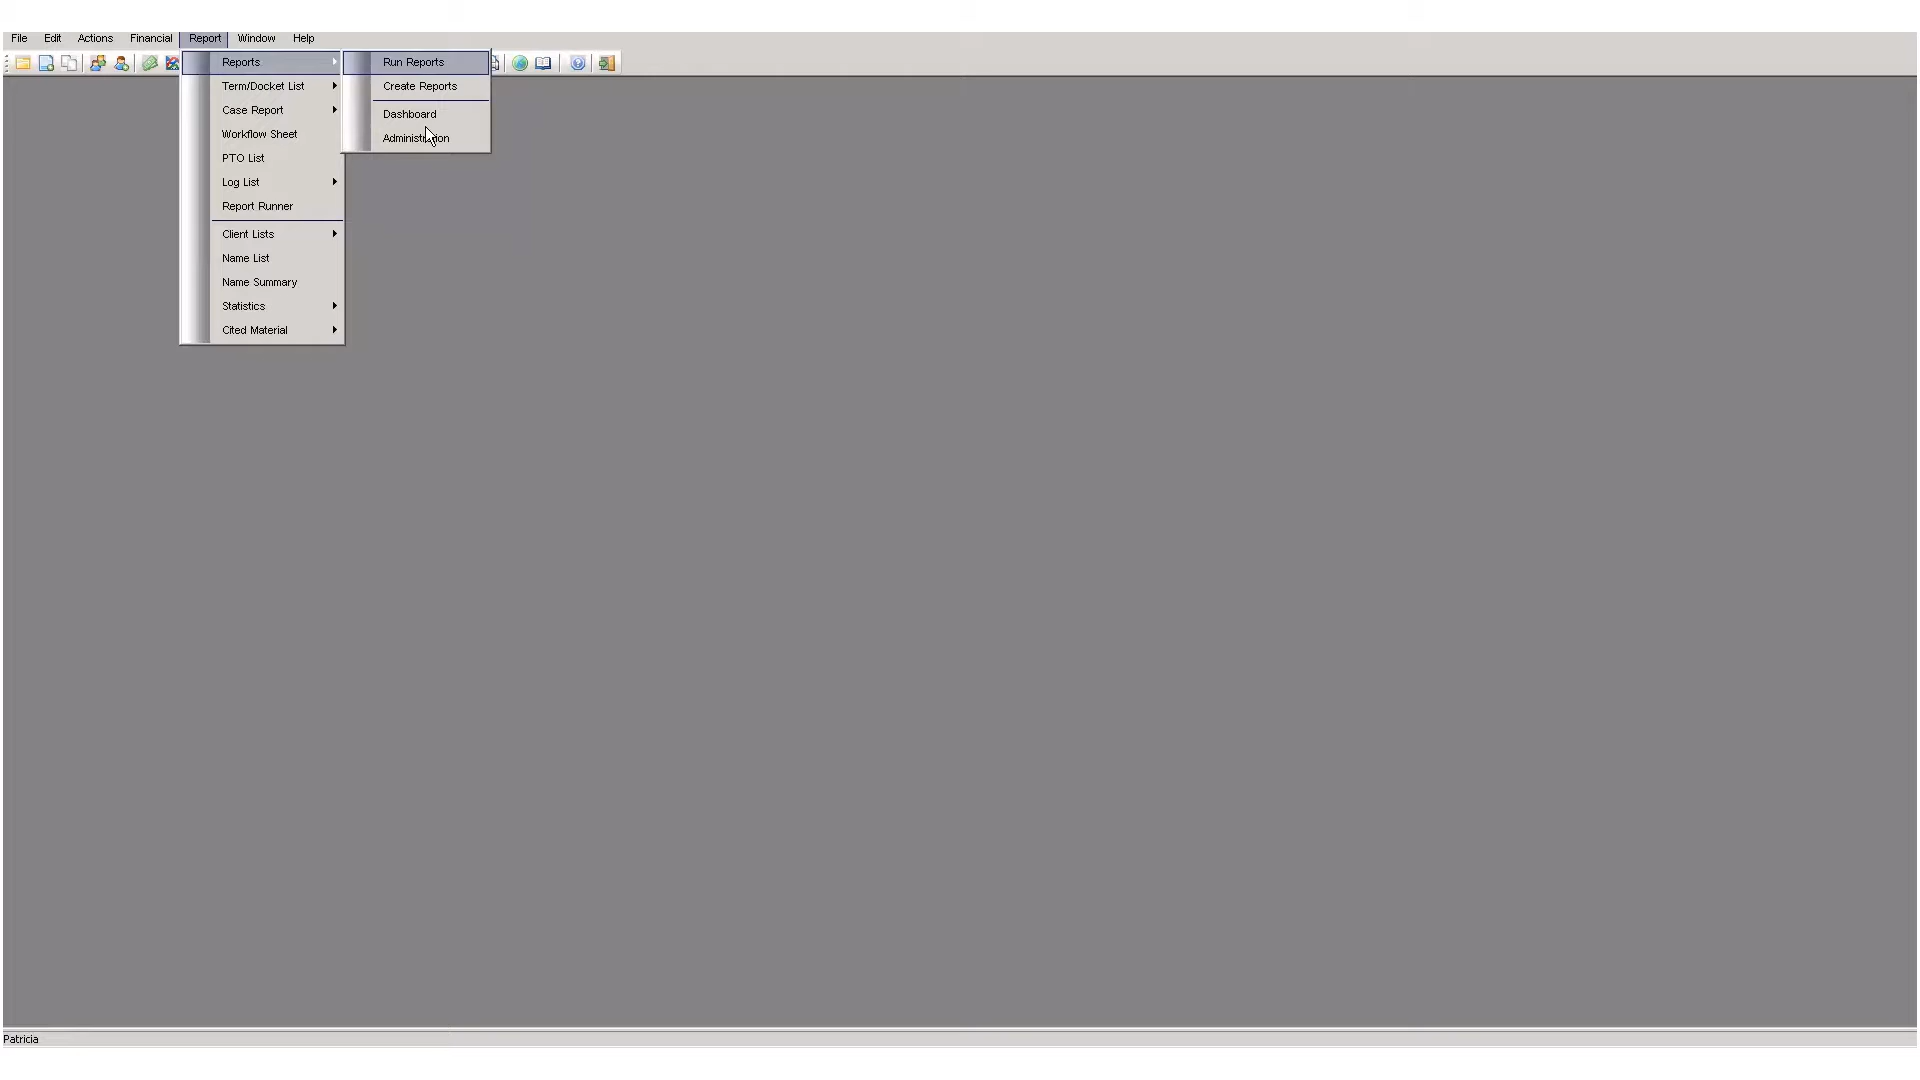 File Edit Actions Financial Report Window Help
Reports
Term/Docket List
Case Report
Workflow Sheet
PTO List
Log List
Report Runner
Client Lists
Name List
Name Summary
Statistics
Cited Material
Run Reports
Create Reports
Dashboard
Administration
Patricia